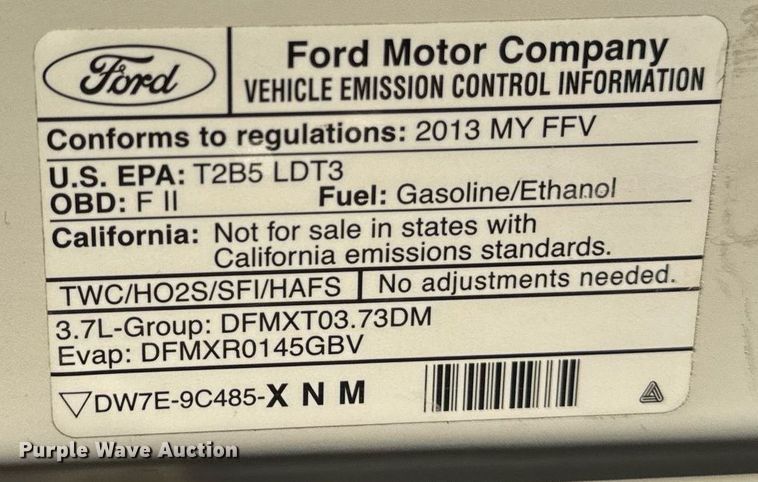 Ford
Ford Motor Company
VEHICLE EMISSION CONTROL INFORMATION
Conforms to regulations: 2013 MY FFV
U.S. EPA: T2B5 LDT3
OBD: F II Fuel: Gasoline/Ethanol
California: Not for sale in states with
California emissions standards.
TWC/HO2S/SFI/HAFS No adjustments needed.
3.7L-Group: DFMXT03.73DM
Evap: DFMXR0145GBV
▽DW7E-9C485-X N M
Purple Wave Auction